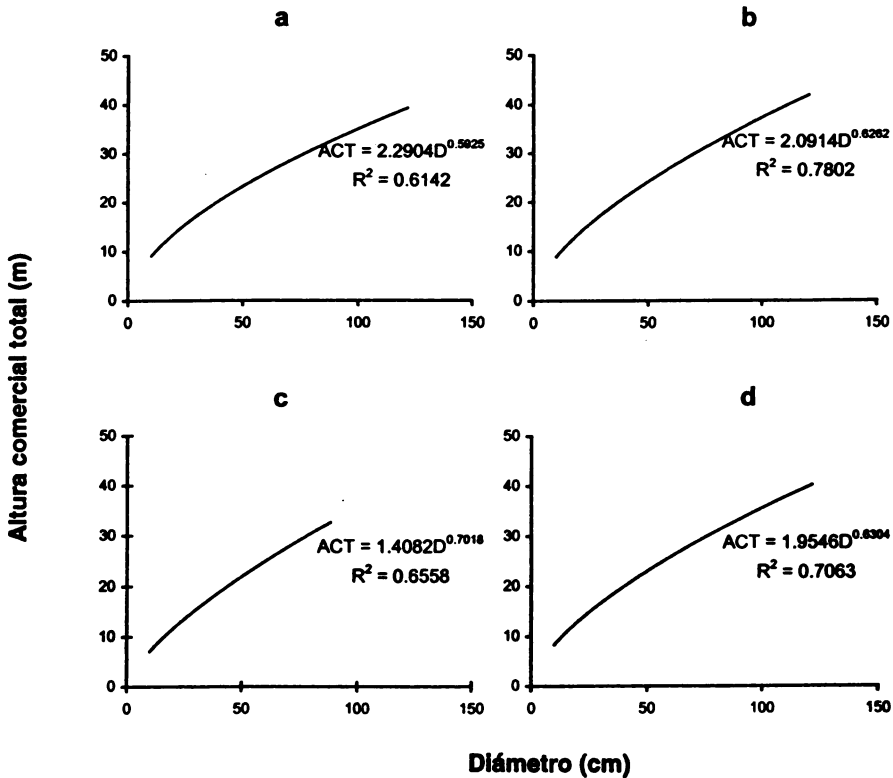 a
50
40
30
20
10
0
0 50 100 150
ACT = 2.2904D^0.5925
R² = 0.6142
b
50
40
30
20
10
0
0 50 100 150
ACT = 2.0914D^0.6262
R² = 0.7802
Altura comercial total (m)
c
50
40
30
20
10
0
0 50 100 150
ACT = 1.4082D^0.7018
R² = 0.6558
d
50
40
30
20
10
0
0 50 100 150
ACT = 1.9546D^0.6304
R² = 0.7063
Diámetro (cm)